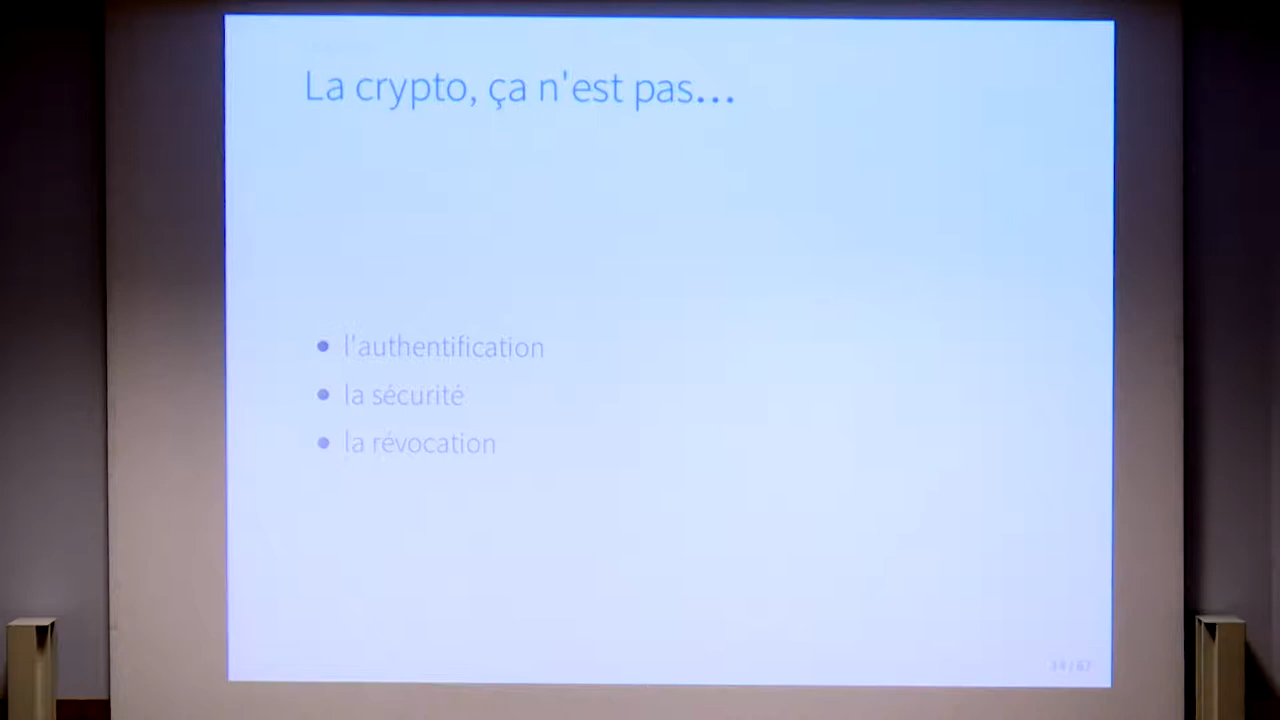 La crypto, ça n'est pas...
l'authentification
la sécurité
la révocation